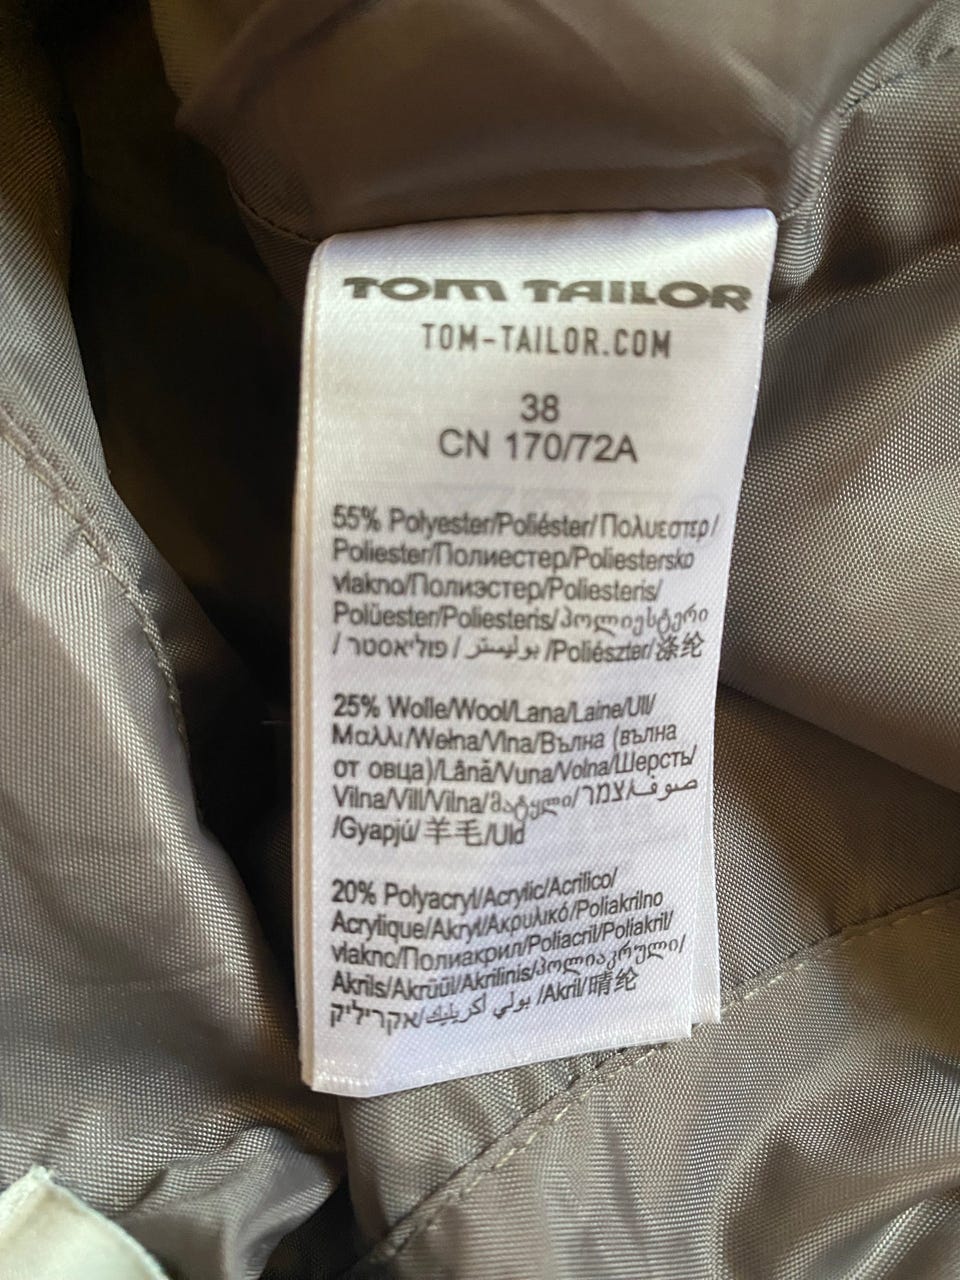 TOM TAILOR
TOM-TAILOR.COM
38
CN 170/72A
55% Polyester/Poliéster/Πολυεστερ/
Poliester/Полиестер/Poliestersko
vlakno/Полиэстер/Poliesteris/
Polüester/Poliesteris/პოლიესტერი
/ פוליאסטר / بوليستر /Poliészter/涤纶
25% Wolle/Wool/Lana/Laine/Ull/
Μαλλι/Wełna/Vlna/Вълна (вълна
от овца)/Lână/Vuna/Volna/Шерсть/
Vilna/Vill/Vilna/მატყლი/צמר/صوف
/Gyapjú/羊毛/Uld
20% Polyacryl/Acrylic/Acrilico/
Acrylique/Akryl/Ακρυλικό/Poliakrilno
vlakno/Полиакрил/Poliacril/Poliakril/
Akrils/Akrüül/Akrilinis/პოლიაკრული/
אקריליק/بولي اكريليك /Akril/晴纶